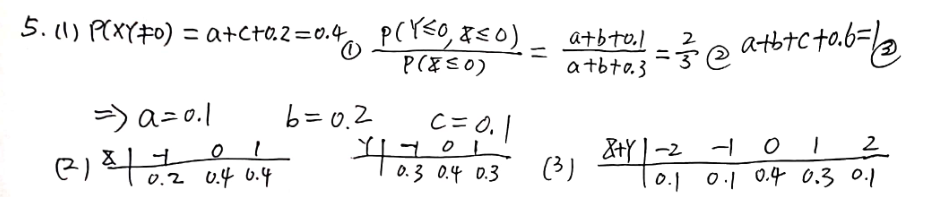 5. (1) P(XY≠0) = a+c+0.2=0.4 ① P(Y≤0, X≤0) / P(X≤0) = a+b+0.1 / a+b+0.3 = 2/3 ② a+b+c+0.6=1 ③
⇒ a=0.1 b=0.2 c=0.1
(2) X | -1 0 1 Y | -1 0 1 (3) X+Y | -2 -1 0 1 2
0.2 0.4 0.4 0.3 0.4 0.3 0.1 0.1 0.4 0.3 0.1